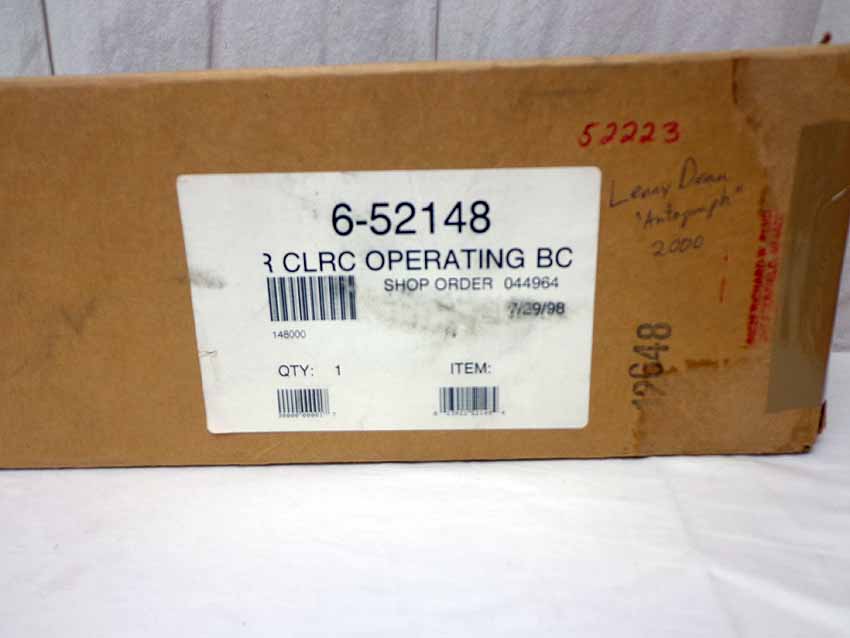 52223
Lenny Dean
"Autograph"
2000
6-52148
R CLRC OPERATING BC
SHOP ORDER 044964
7/29/98
148000
QTY: 1
ITEM: